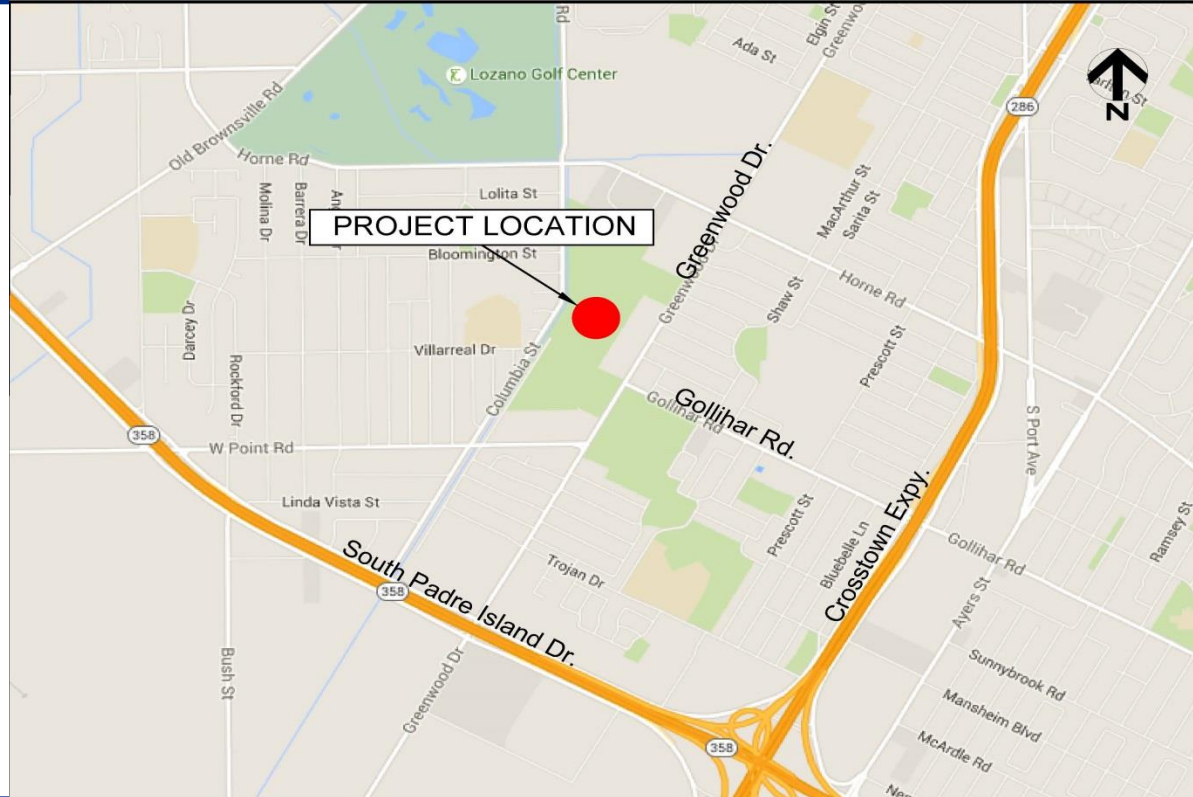 Rd
Elgin St
Greenwo
Ada St
Lozano Golf Center
N
286
Old Brownsville Rd
Horne Rd
Greenwood Dr.
Molina Dr
Barrera Dr
Lolita St
MacArthur St
Sarita St
PROJECT LOCATION
Bloomington St
Horne Rd
Shaw St
Darcey Dr
Villarreal Dr
Columbia St
Prescott St
Rockford Dr
Gollihar Rd.
Gollihar Rd
S Port Ave
358
W Point Rd
Linda Vista St
Prescott St
Bluebelle Ln
Crosstown Expy.
Ramsey St
Gollihar Rd
South Padre Island Dr.
358
Trojan Dr
Ayers St
Bush St
Greenwood Dr
Sunnybrook Rd
Mansheim Blvd
McArdle Rd
358